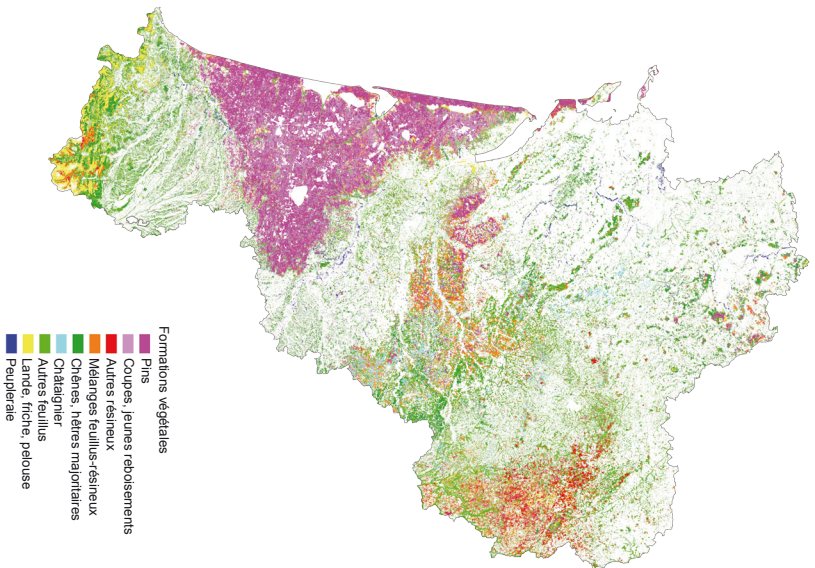 Formations végétales
Pins
Coupes, jeunes reboisements
Autres résineux
Mélanges feuillus-résineux
Chênes, hêtres majoritaires
Châtaignier
Autres feuillus
Lande, friche, pelouse
Peupleraie